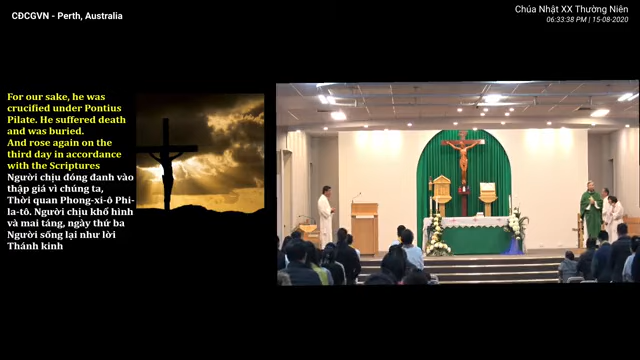 CĐCGVN - Perth, Australia
Chúa Nhật XX Thường Niên
06:33:38 PM | 15-08-2020
For our sake, he was
crucified under Pontius
Pilate. He suffered death
and was buried.
And rose again on the
third day in accordance
with the Scriptures
Người chịu đóng đanh vào
thập giá vì chúng ta,
Thời quan Phong-xi-ô Phi-
la-tô. Người chịu khổ hình
và mai táng, ngày thứ ba
Người sống lại như lời
Thánh kinh